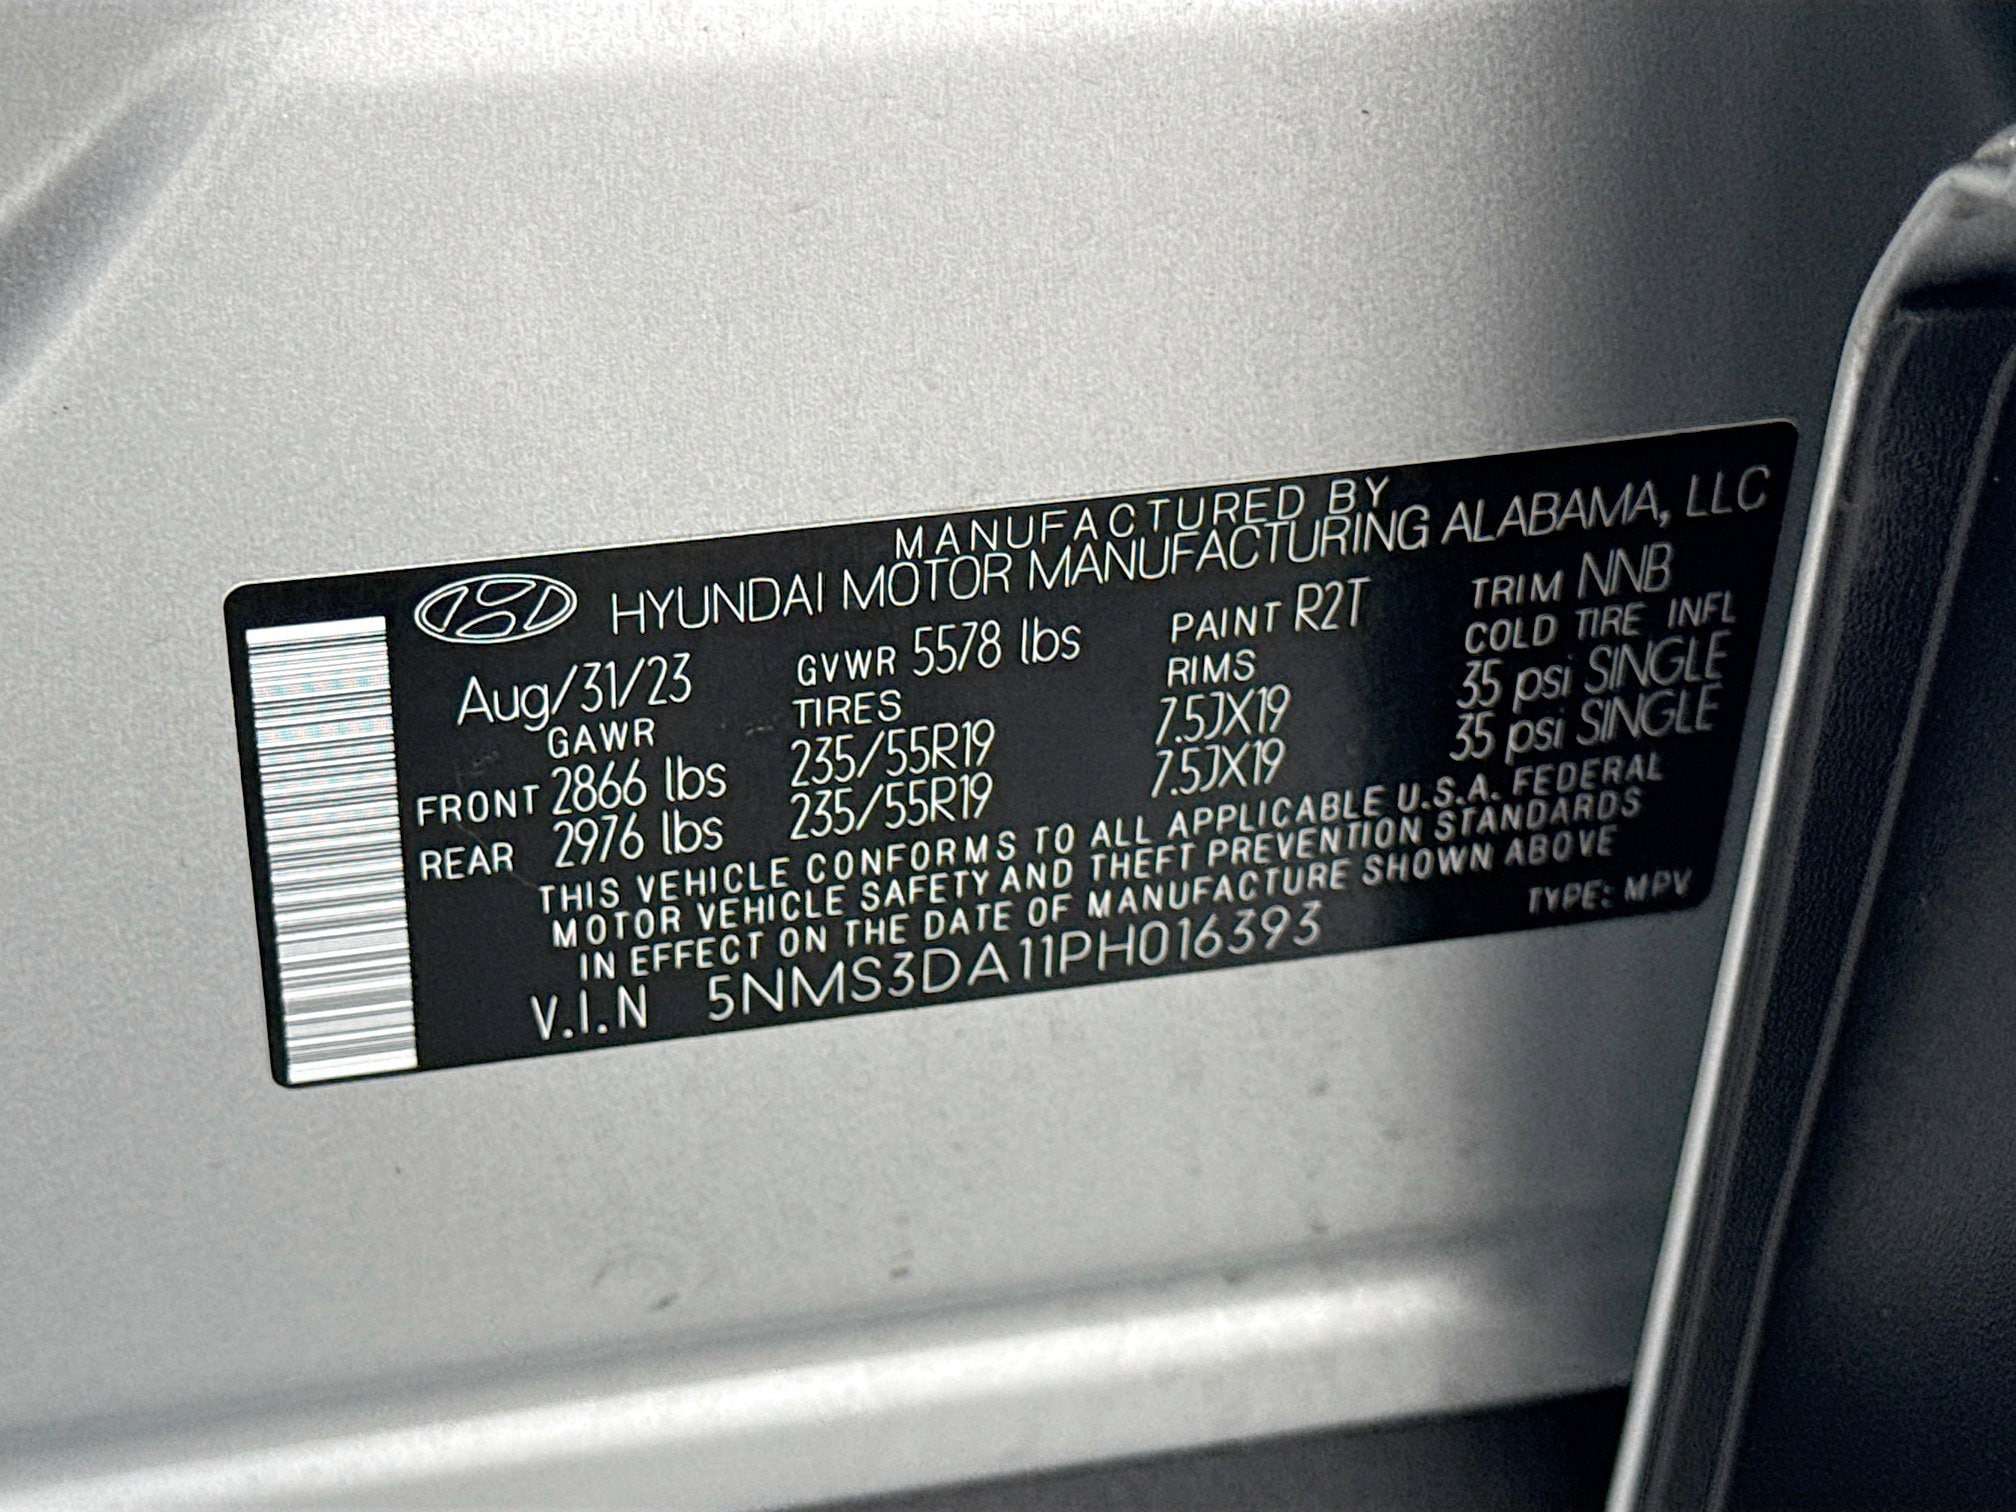 MANUFACTURED BY
HYUNDAI MOTOR MANUFACTURING ALABAMA, LLC
Aug/31/23 GVWR 5578 lbs PAINT R2T TRIM NNB
GAWR TIRES RIMS COLD TIRE INFL
FRONT 2866 lbs 235/55R19 7.5JX19 35 psi SINGLE
REAR 2976 lbs 235/55R19 7.5JX19 35 psi SINGLE
THIS VEHICLE CONFORMS TO ALL APPLICABLE U.S.A. FEDERAL
MOTOR VEHICLE SAFETY AND THEFT PREVENTION STANDARDS
IN EFFECT ON THE DATE OF MANUFACTURE SHOWN ABOVE
V.I.N 5NMS3DA11PH016393 TYPE: MPV